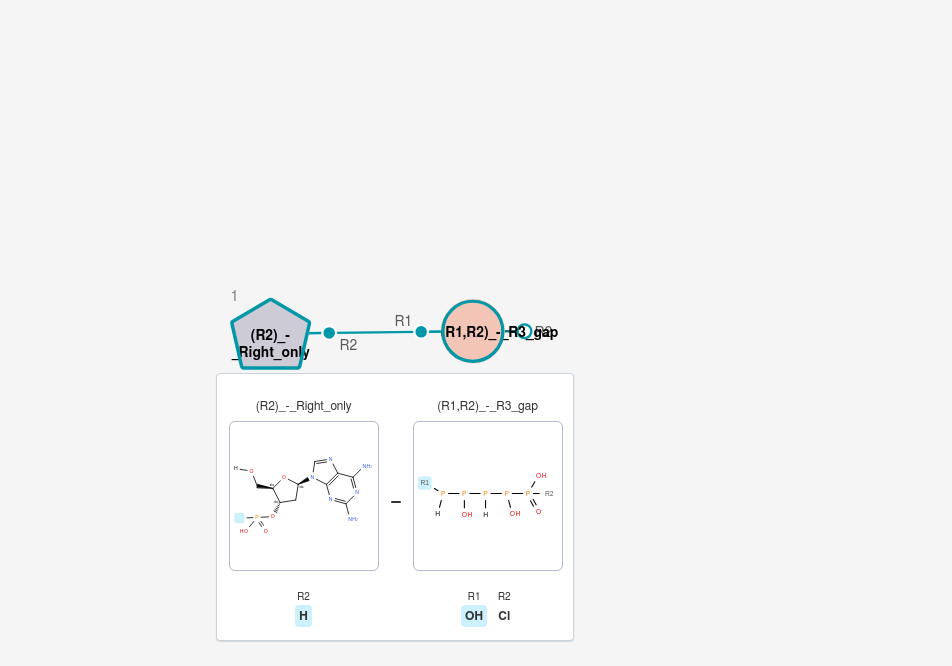 1
(R2)_-
_Right_only
R2
R1
R1,R2)_-_R3_gap
(R2)_-_Right_only
(R1,R2)_-_R3_gap
H
O
O
N
N
N
N
NH₂
NH₂
P
O
HO
O
–
R1
P
P
P
P
P
R2
OH
O
H
OH
H
OH
R2
H
R1
R2
OH
Cl